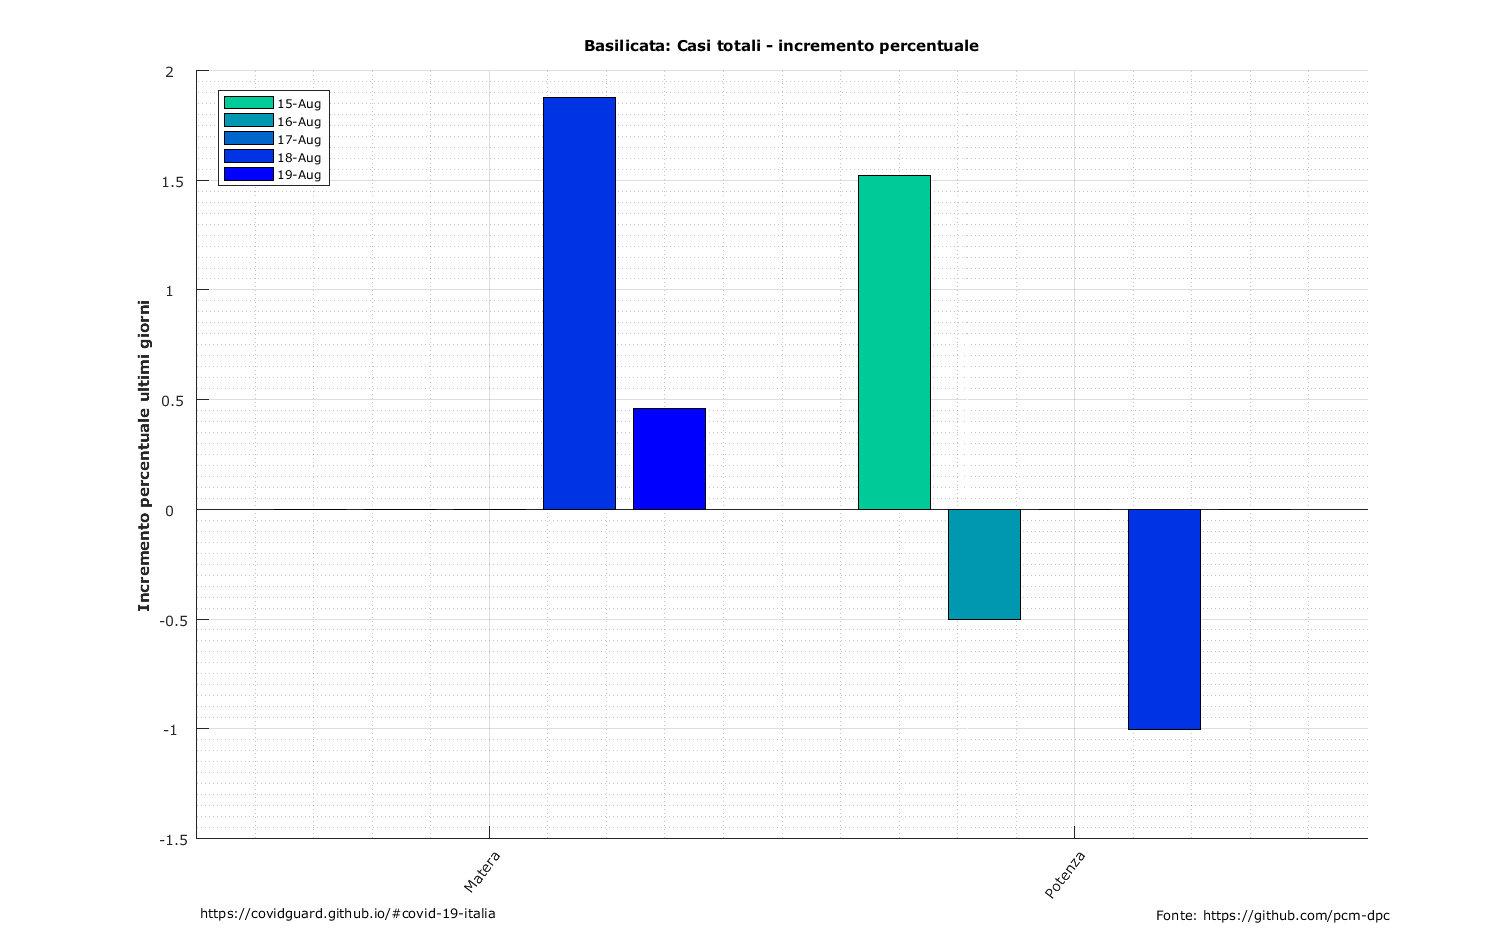 Basilicata: Casi totali - incremento percentuale
2
1.5
1
0.5
0
-0.5
-1
-1.5
Incremento percentuale ultimi giorni
15-Aug
16-Aug
17-Aug
18-Aug
19-Aug
Matera
Potenza
https://covidguard.github.io/#covid-19-italia
Fonte: https://github.com/pcm-dpc